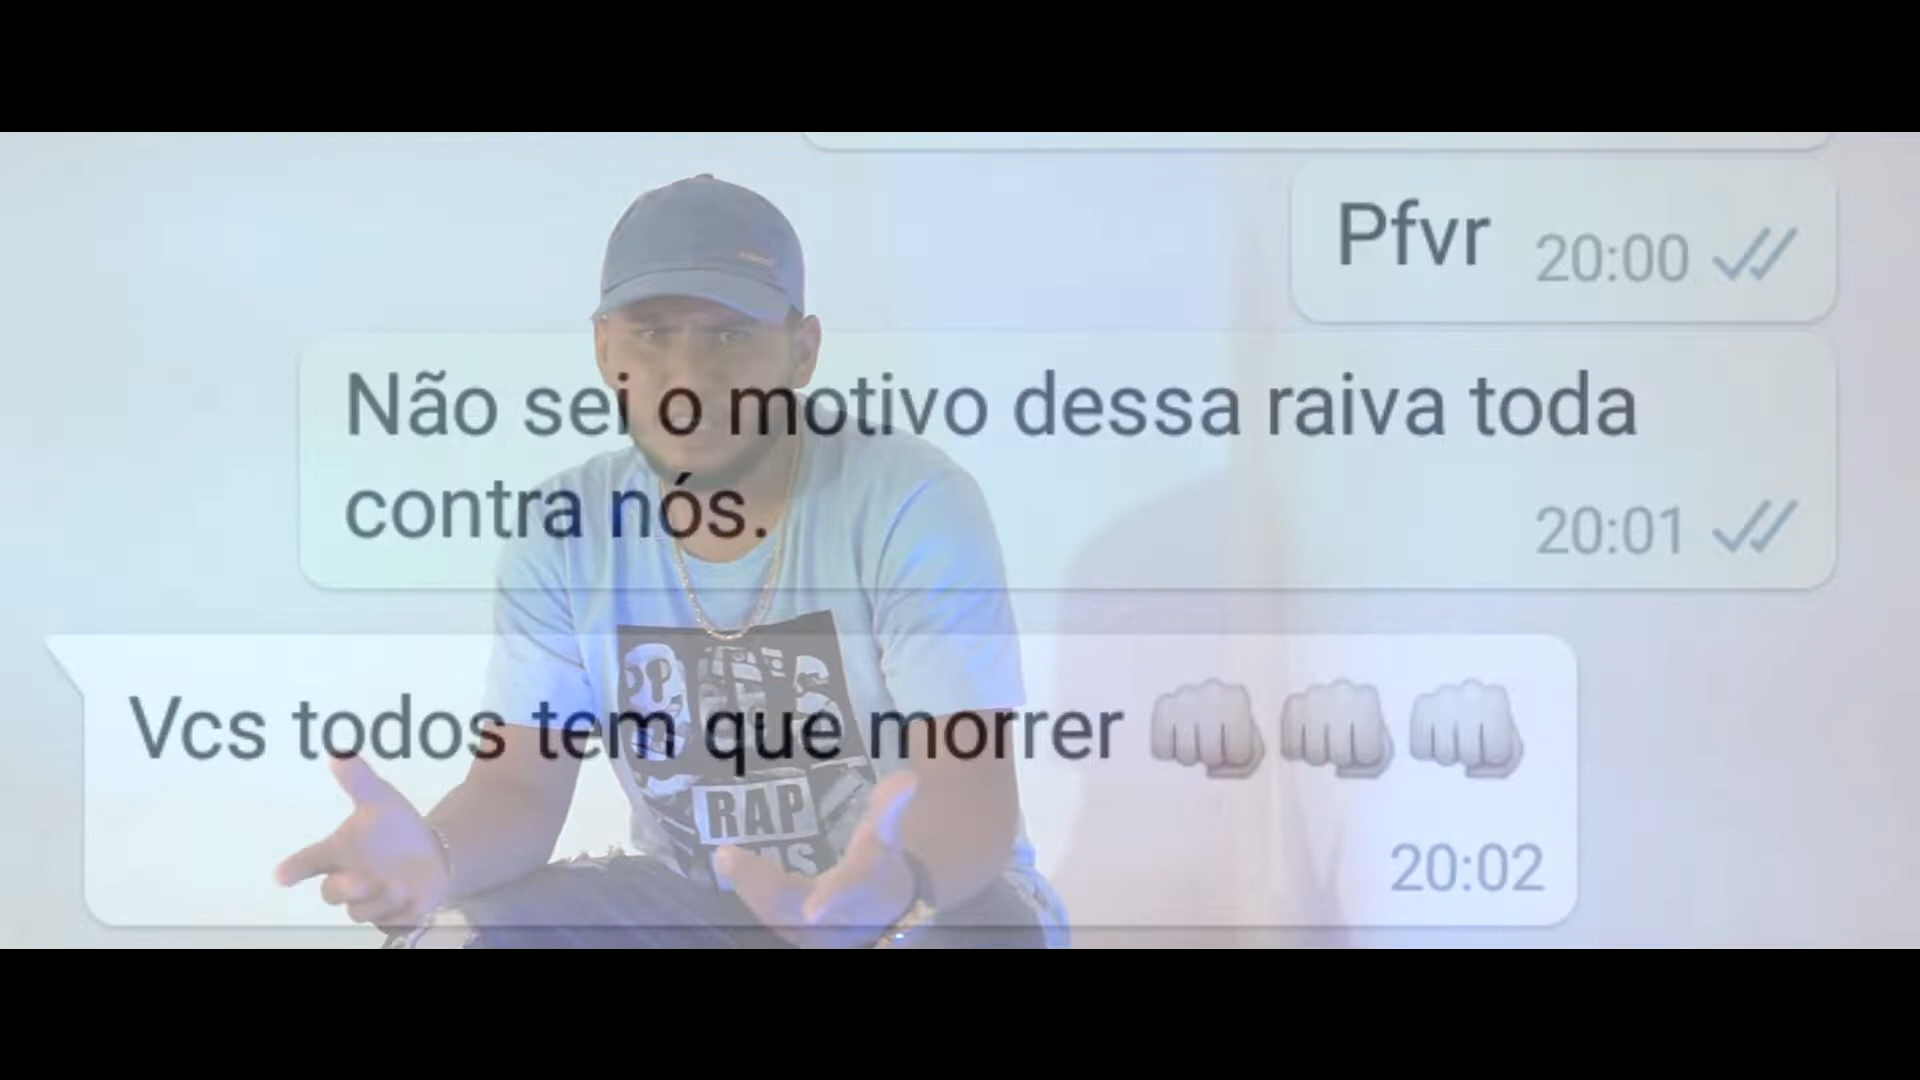 Pfvr 20:00
Não sei o motivo dessa raiva toda
contra nós. 20:01
Vcs todos tem que morrer 👊👊👊
20:02
RAP